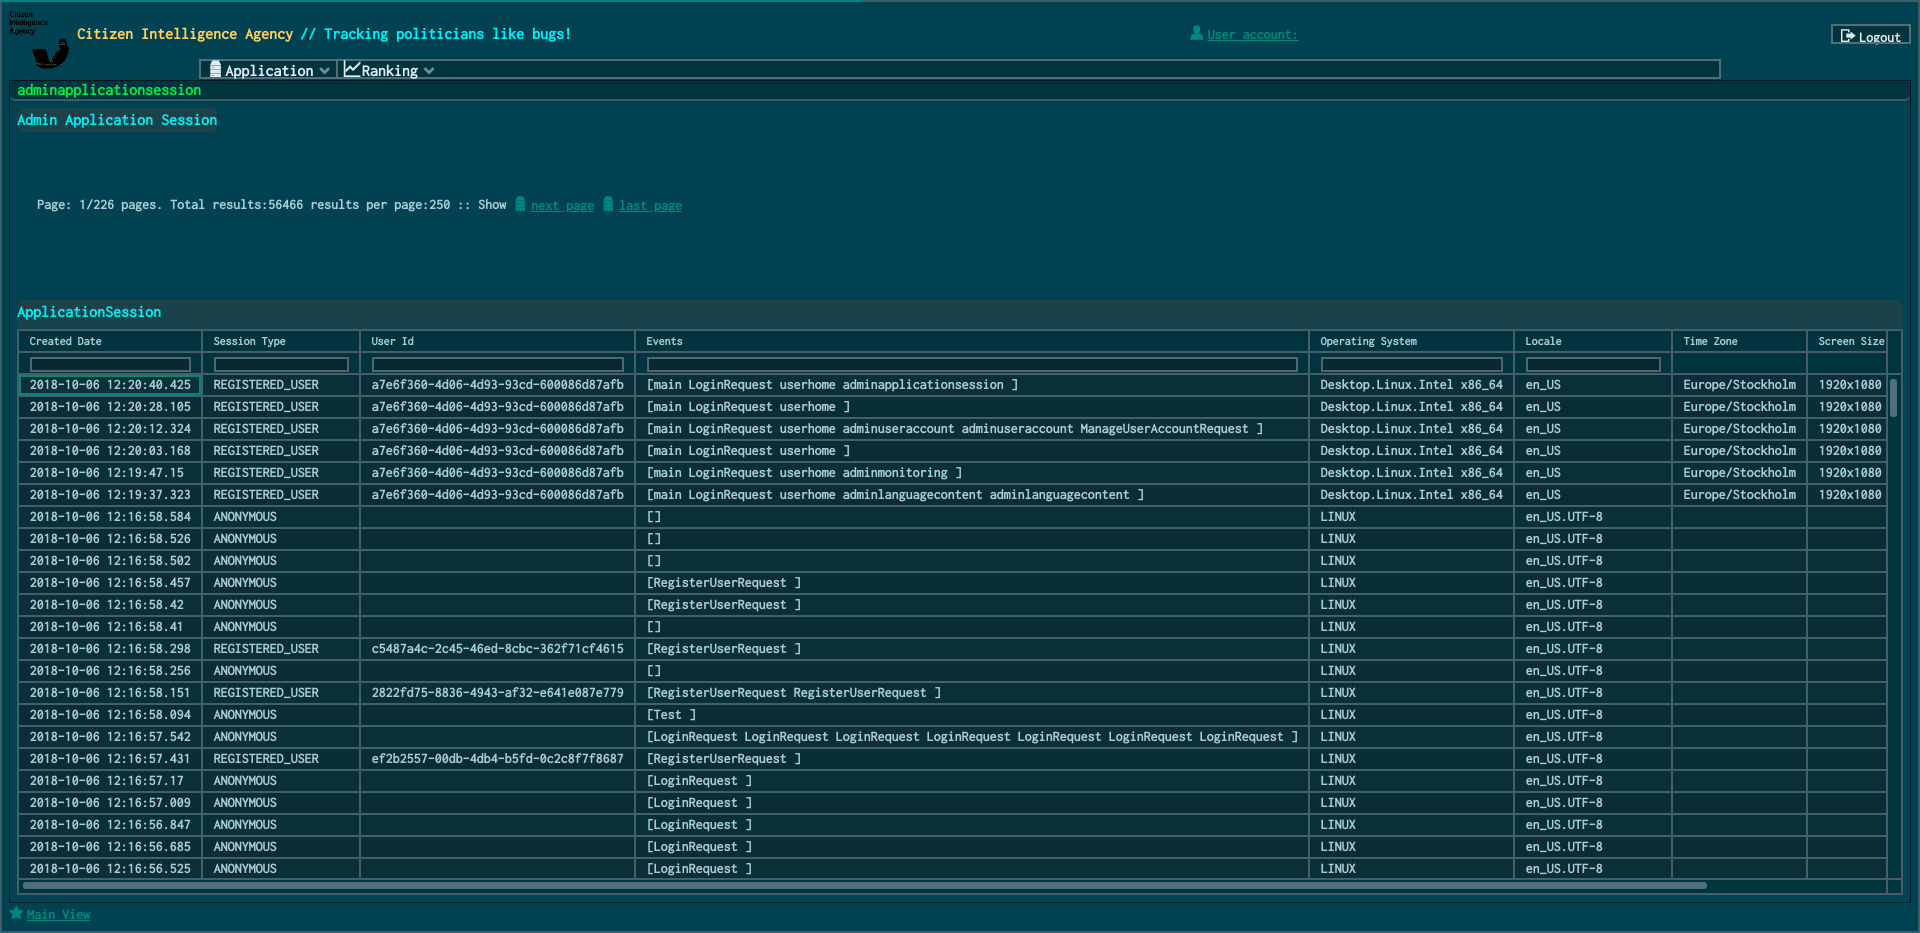 Citizen
Intelligence
Agency
Citizen Intelligence Agency // Tracking politicians like bugs!
User account:
Logout
Application
Ranking
adminapplicationsession
Admin Application Session
Page: 1/226 pages. Total results:56466 results per page:250 :: Show next page last page
ApplicationSession
Created Date Session Type User Id Events Operating System Locale Time Zone Screen Size
2018-10-06 12:20:40.425 REGISTERED_USER a7e6f360-4d06-4d93-93cd-600086d87afb [main LoginRequest userhome adminapplicationsession ] Desktop.Linux.Intel x86_64 en_US Europe/Stockholm 1920x1080
2018-10-06 12:20:28.105 REGISTERED_USER a7e6f360-4d06-4d93-93cd-600086d87afb [main LoginRequest userhome ] Desktop.Linux.Intel x86_64 en_US Europe/Stockholm 1920x1080
2018-10-06 12:20:12.324 REGISTERED_USER a7e6f360-4d06-4d93-93cd-600086d87afb [main LoginRequest userhome adminuseraccount adminuseraccount ManageUserAccountRequest ] Desktop.Linux.Intel x86_64 en_US Europe/Stockholm 1920x1080
2018-10-06 12:20:03.168 REGISTERED_USER a7e6f360-4d06-4d93-93cd-600086d87afb [main LoginRequest userhome ] Desktop.Linux.Intel x86_64 en_US Europe/Stockholm 1920x1080
2018-10-06 12:19:47.15 REGISTERED_USER a7e6f360-4d06-4d93-93cd-600086d87afb [main LoginRequest userhome adminmonitoring ] Desktop.Linux.Intel x86_64 en_US Europe/Stockholm 1920x1080
2018-10-06 12:19:37.323 REGISTERED_USER a7e6f360-4d06-4d93-93cd-600086d87afb [main LoginRequest userhome adminlanguagecontent adminlanguagecontent ] Desktop.Linux.Intel x86_64 en_US Europe/Stockholm 1920x1080
2018-10-06 12:16:58.584 ANONYMOUS [] LINUX en_US.UTF-8
2018-10-06 12:16:58.526 ANONYMOUS [] LINUX en_US.UTF-8
2018-10-06 12:16:58.502 ANONYMOUS [] LINUX en_US.UTF-8
2018-10-06 12:16:58.457 ANONYMOUS [RegisterUserRequest ] LINUX en_US.UTF-8
2018-10-06 12:16:58.42 ANONYMOUS [RegisterUserRequest ] LINUX en_US.UTF-8
2018-10-06 12:16:58.41 ANONYMOUS [] LINUX en_US.UTF-8
2018-10-06 12:16:58.298 REGISTERED_USER c5487a4c-2c45-46ed-8cbc-362f71cf4615 [RegisterUserRequest ] LINUX en_US.UTF-8
2018-10-06 12:16:58.256 ANONYMOUS [] LINUX en_US.UTF-8
2018-10-06 12:16:58.151 REGISTERED_USER 2822fd75-8836-4943-af32-e641e087e779 [RegisterUserRequest RegisterUserRequest ] LINUX en_US.UTF-8
2018-10-06 12:16:58.094 ANONYMOUS [Test ] LINUX en_US.UTF-8
2018-10-06 12:16:57.542 ANONYMOUS [LoginRequest LoginRequest LoginRequest LoginRequest LoginRequest LoginRequest LoginRequest ] LINUX en_US.UTF-8
2018-10-06 12:16:57.431 REGISTERED_USER ef2b2557-00db-4db4-b5fd-0c2c8f7f8687 [RegisterUserRequest ] LINUX en_US.UTF-8
2018-10-06 12:16:57.17 ANONYMOUS [LoginRequest ] LINUX en_US.UTF-8
2018-10-06 12:16:57.009 ANONYMOUS [LoginRequest ] LINUX en_US.UTF-8
2018-10-06 12:16:56.847 ANONYMOUS [LoginRequest ] LINUX en_US.UTF-8
2018-10-06 12:16:56.685 ANONYMOUS [LoginRequest ] LINUX en_US.UTF-8
2018-10-06 12:16:56.525 ANONYMOUS [LoginRequest ] LINUX en_US.UTF-8
Main View